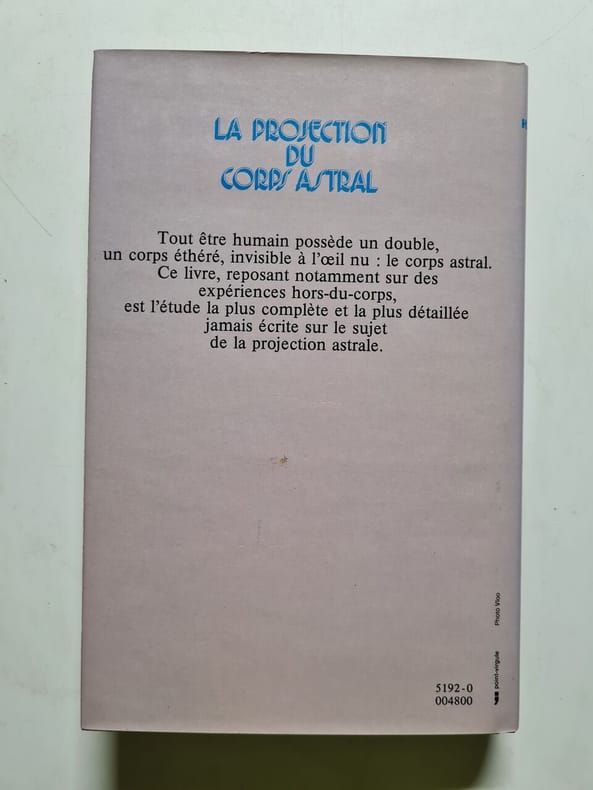 LA PROJECTION
DU
CORPS ASTRAL
Tout être humain possède un double,
un corps éthéré, invisible à l'œil nu : le corps astral.
Ce livre, reposant notamment sur des
expériences hors-du-corps,
est l'étude la plus complète et la plus détaillée
jamais écrite sur le sujet
de la projection astrale.
5192-0
004800
point-virgule Photo Vloo